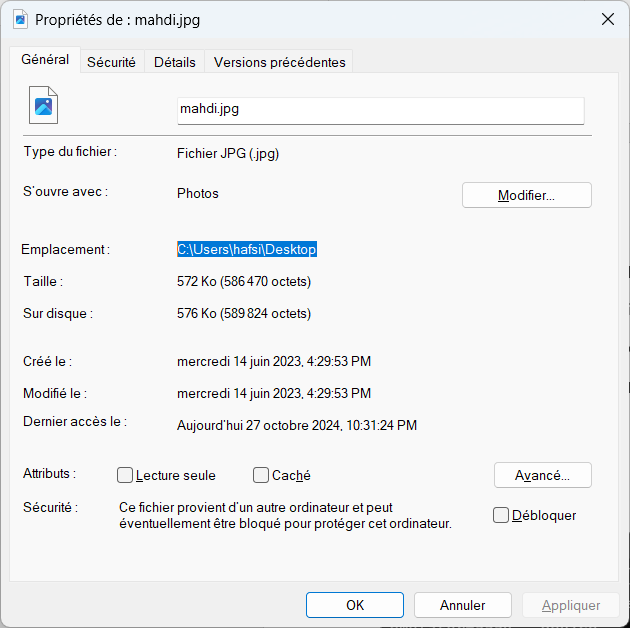 Propriétés de : mahdi.jpg
Général Sécurité Détails Versions précédentes
mahdi.jpg
Type du fichier : Fichier JPG (.jpg)
S'ouvre avec : Photos Modifier...
Emplacement : C:\Users\hafsi\Desktop
Taille : 572 Ko (586 470 octets)
Sur disque : 576 Ko (589 824 octets)
Créé le : mercredi 14 juin 2023, 4:29:53 PM
Modifié le : mercredi 14 juin 2023, 4:29:53 PM
Dernier accès le : Aujourd'hui 27 octobre 2024, 10:31:24 PM
Attributs : Lecture seule Caché Avancé...
Sécurité : Ce fichier provient d'un autre ordinateur et peut
éventuellement être bloqué pour protéger cet ordinateur. Débloquer
OK Annuler Appliquer